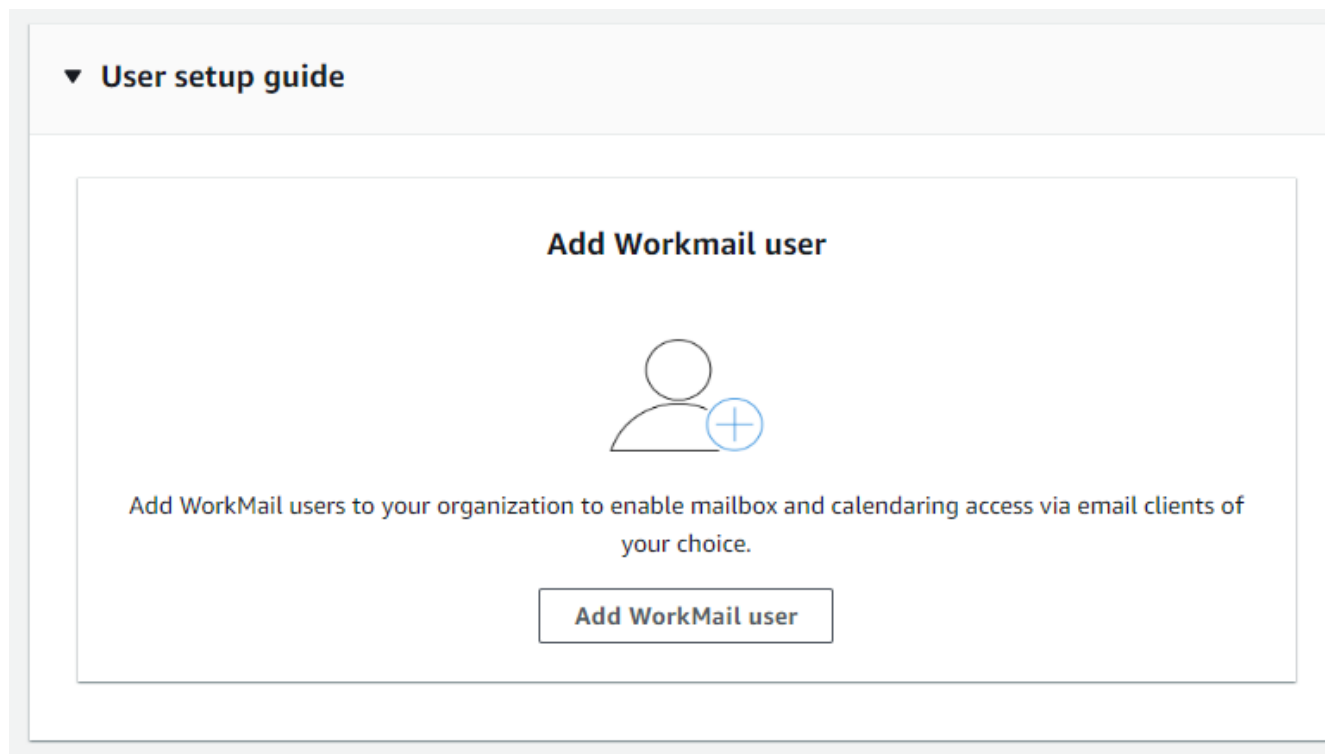 User setup guide
Add Workmail user
Add WorkMail users to your organization to enable mailbox and calendaring access via email clients of
your choice.
Add WorkMail user